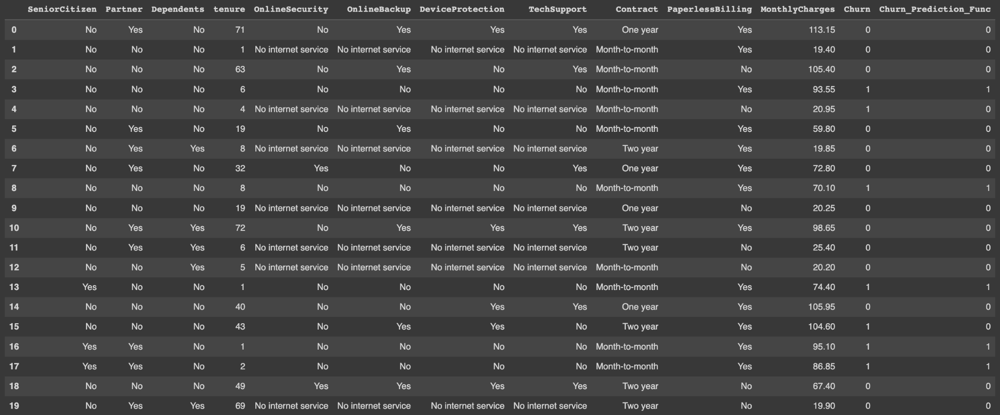 SeniorCitizen Partner Dependents tenure OnlineSecurity OnlineBackup DeviceProtection TechSupport Contract PaperlessBilling MonthlyCharges Churn Churn_Prediction_Func
0 No Yes No 71 No Yes Yes Yes One year Yes 113.15 0 0
1 No No No 1 No internet service No internet service No internet service No internet service Month-to-month Yes 19.40 0 0
2 No No No 63 No Yes No Yes Month-to-month No 105.40 0 0
3 No No No 6 No No No No Month-to-month Yes 93.55 1 1
4 No No No 4 No internet service No internet service No internet service No internet service Month-to-month No 20.95 1 0
5 No Yes No 19 No Yes No No Month-to-month Yes 59.80 0 0
6 No Yes Yes 8 No internet service No internet service No internet service No internet service Two year Yes 19.85 0 0
7 No Yes No 32 Yes No No Yes One year Yes 72.80 0 0
8 No No No 8 No No No No Month-to-month Yes 70.10 1 1
9 No No No 19 No internet service No internet service No internet service No internet service One year No 20.25 0 0
10 No Yes Yes 72 No Yes Yes Yes Two year Yes 98.65 0 0
11 No Yes Yes 6 No internet service No internet service No internet service No internet service Two year No 25.40 0 0
12 No No Yes 5 No internet service No internet service No internet service No internet service Month-to-month No 20.20 0 0
13 Yes No No 1 No No No No Month-to-month Yes 74.40 1 1
14 No No No 40 No No Yes Yes One year Yes 105.95 0 0
15 No No No 43 No Yes Yes No Two year Yes 104.60 1 0
16 Yes Yes No 1 No No No No Month-to-month Yes 95.10 1 1
17 Yes Yes No 2 No No No No Month-to-month Yes 86.85 1 1
18 No No No 49 Yes Yes Yes Yes Two year No 67.40 0 0
19 No Yes Yes 69 No internet service No internet service No internet service No internet service Two year No 19.90 0 0